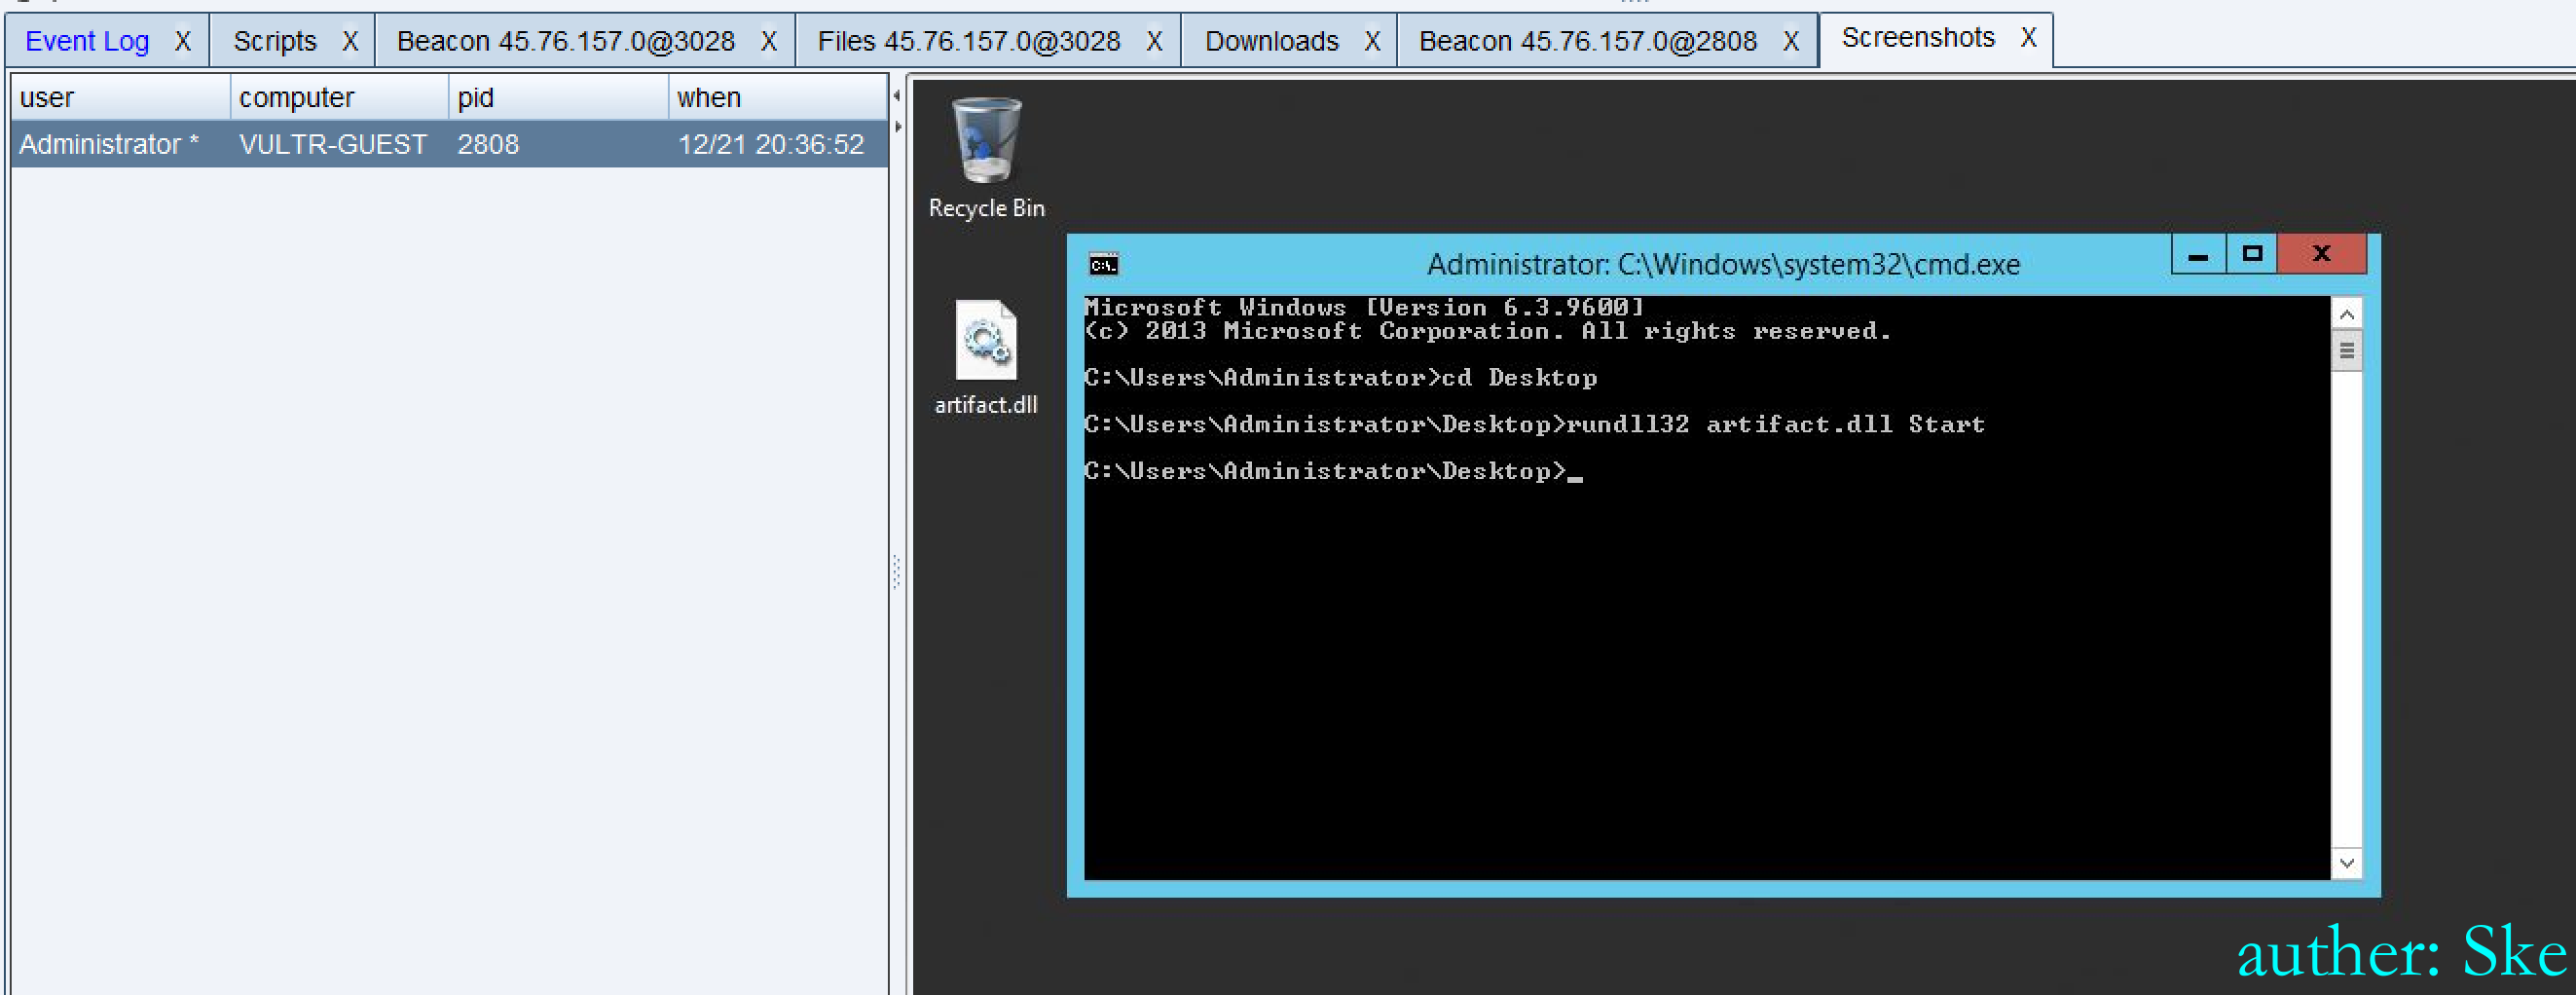 Event Log X Scripts X Beacon 45.76.157.0@3028 X Files 45.76.157.0@3028 X Downloads X Beacon 45.76.157.0@2808 X Screenshots X
user computer pid when
Administrator * VULTR-GUEST 2808 12/21 20:36:52
Recycle Bin
artifact.dll
Administrator: C:\Windows\system32\cmd.exe
Microsoft Windows [Version 6.3.9600]
(c) 2013 Microsoft Corporation. All rights reserved.
C:\Users\Administrator>cd Desktop
C:\Users\Administrator\Desktop>rundll32 artifact.dll Start
C:\Users\Administrator\Desktop>_
auther: Ske